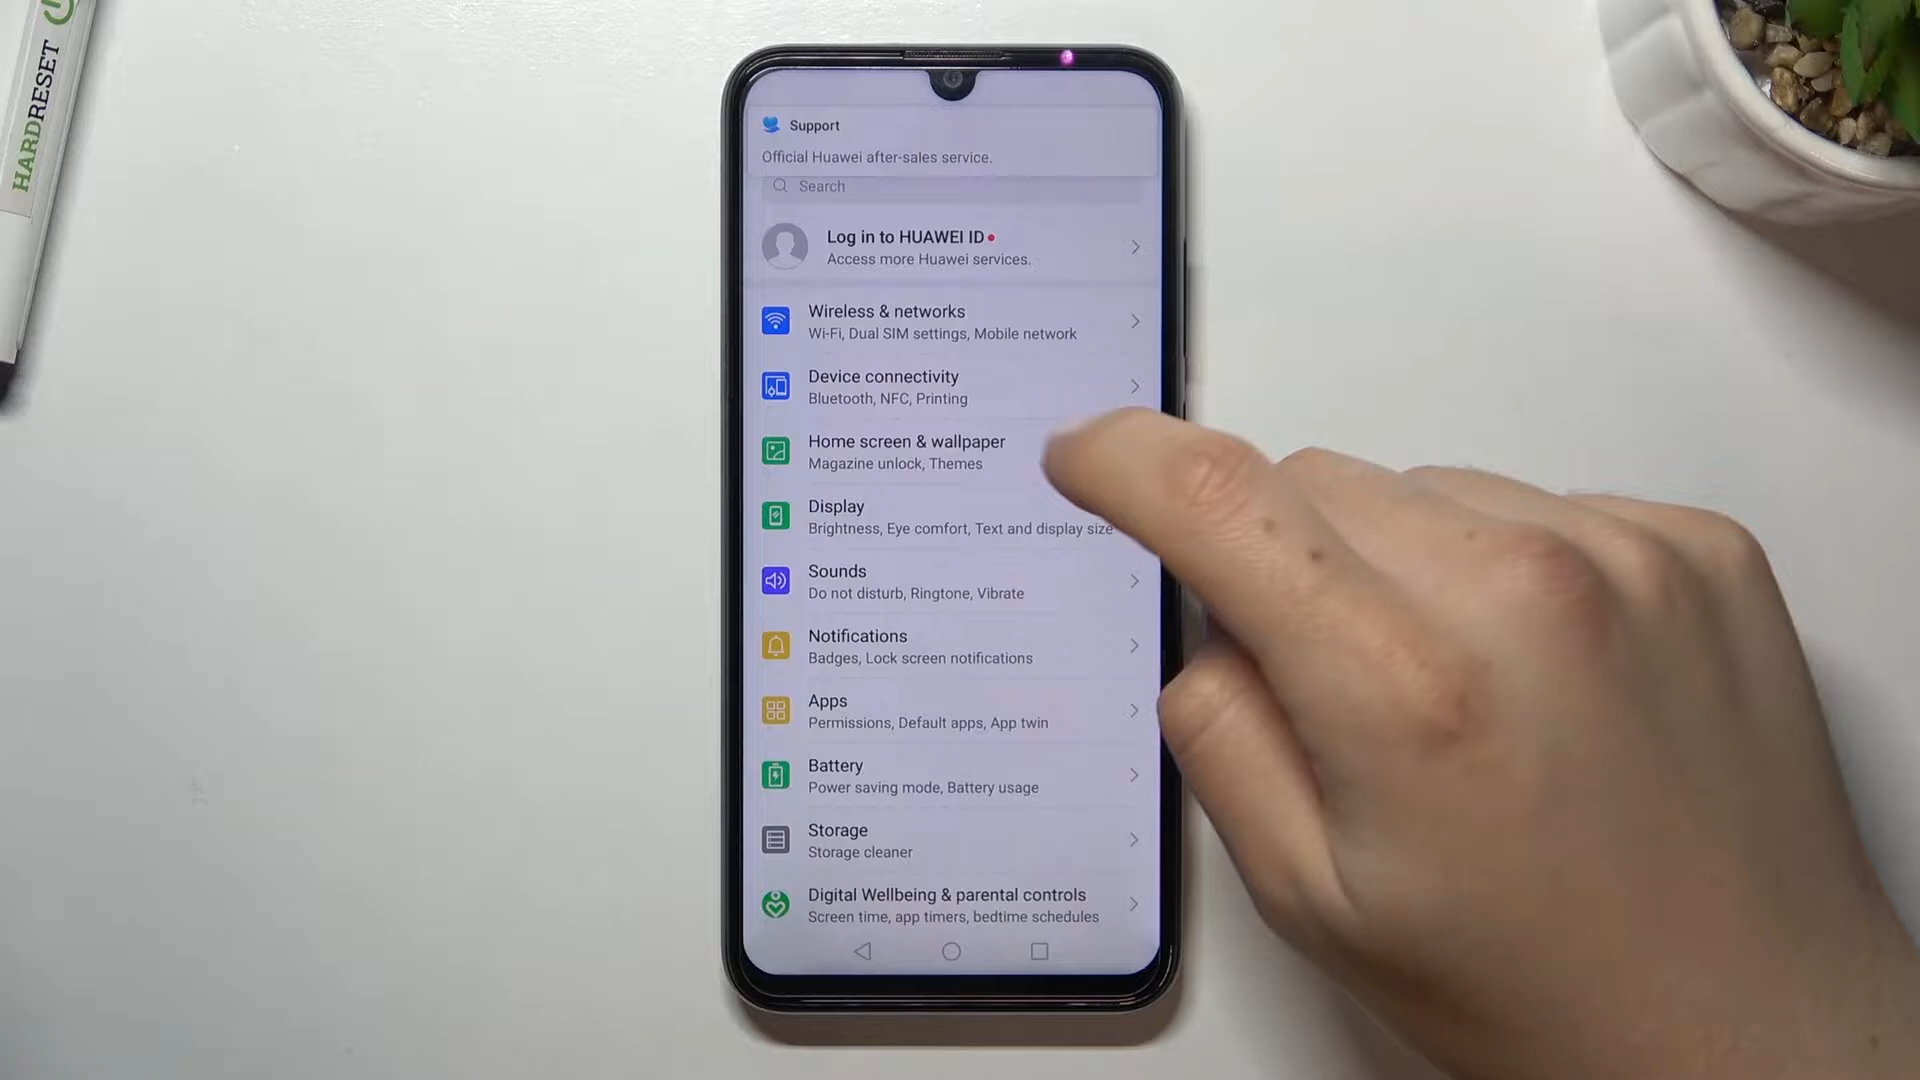 HARDRESET
Support
Official Huawei after-sales service.
Search
Log in to HUAWEI ID
Access more Huawei services.
Wireless & networks
Wi-Fi, Dual SIM settings, Mobile network
Device connectivity
Bluetooth, NFC, Printing
Home screen & wallpaper
Magazine unlock, Themes
Display
Brightness, Eye comfort, Text and display size
Sounds
Do not disturb, Ringtone, Vibrate
Notifications
Badges, Lock screen notifications
Apps
Permissions, Default apps, App twin
Battery
Power saving mode, Battery usage
Storage
Storage cleaner
Digital Wellbeing & parental controls
Screen time, app timers, bedtime schedules